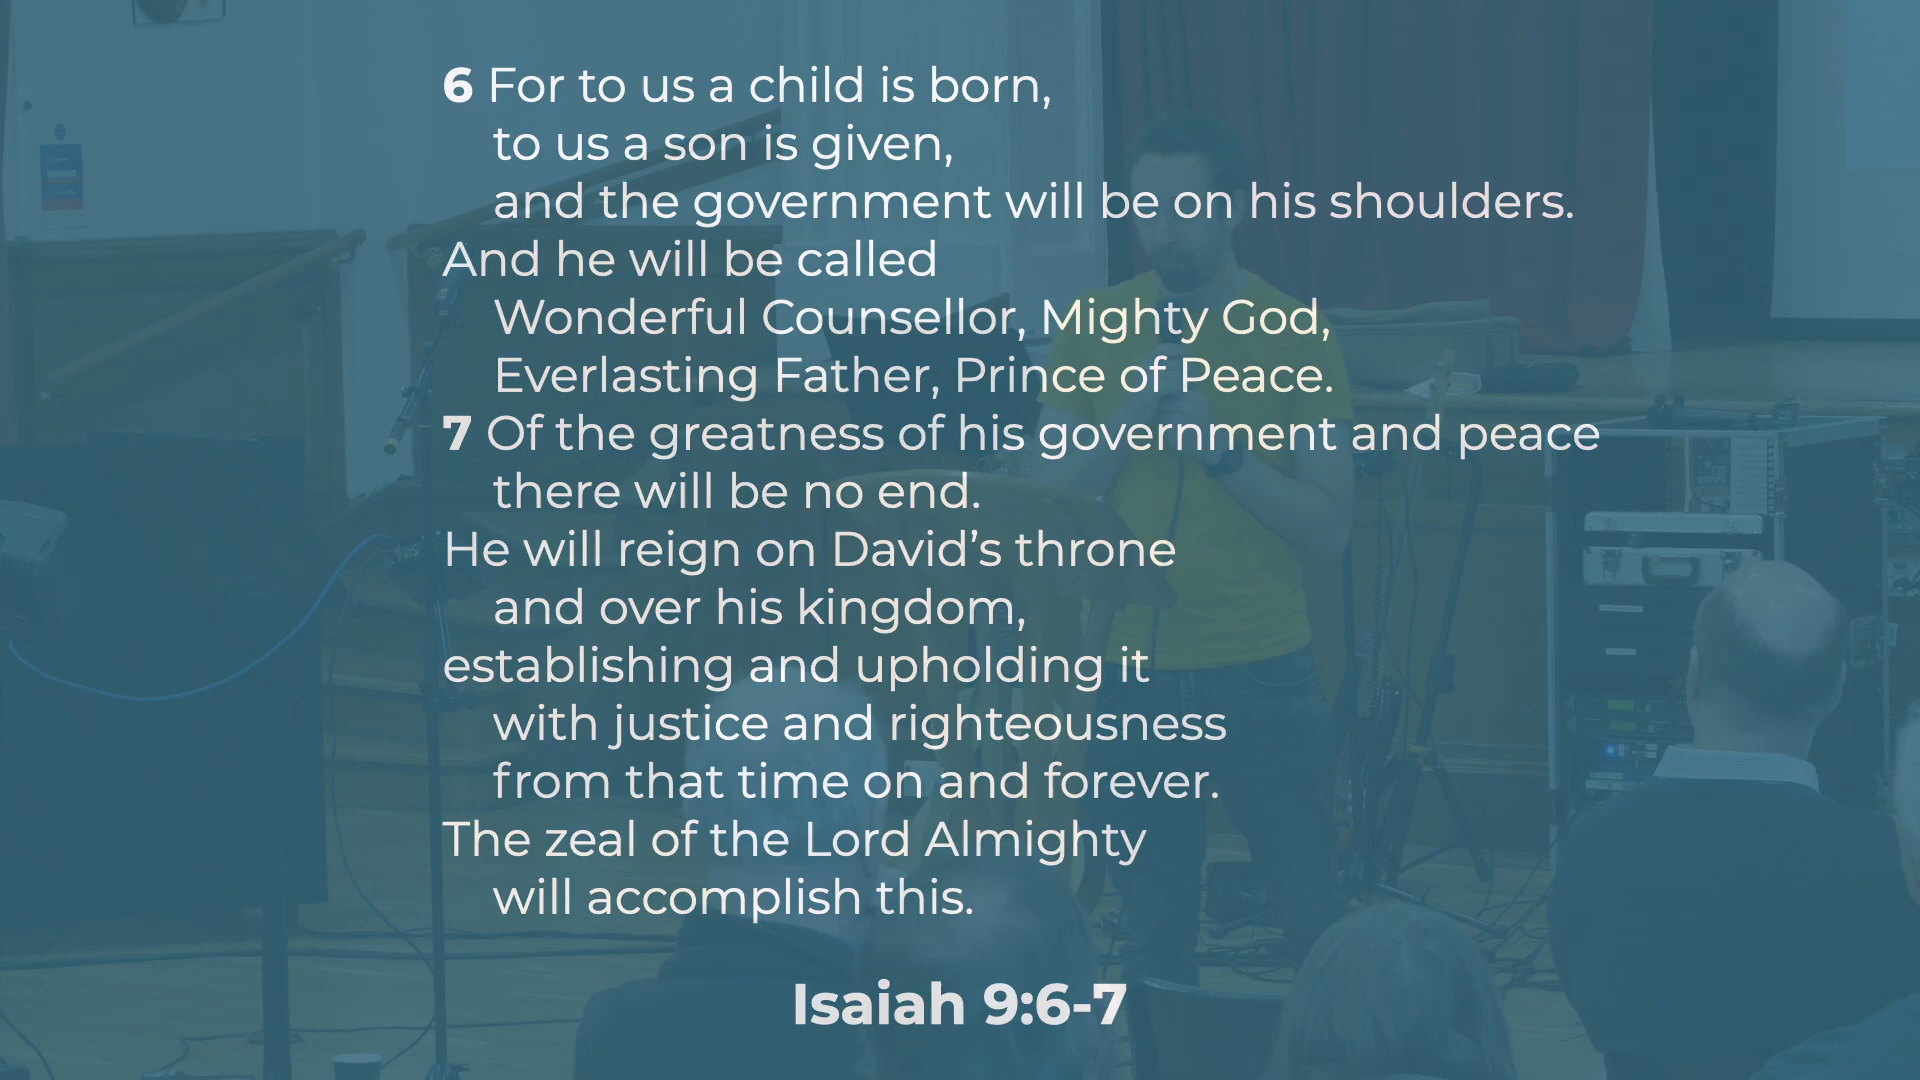 6 For to us a child is born,
to us a son is given,
and the government will be on his shoulders.
And he will be called
Wonderful Counsellor, Mighty God,
Everlasting Father, Prince of Peace.
7 Of the greatness of his government and peace
there will be no end.
He will reign on David’s throne
and over his kingdom,
establishing and upholding it
with justice and righteousness
from that time on and forever.
The zeal of the Lord Almighty
will accomplish this.
Isaiah 9:6-7